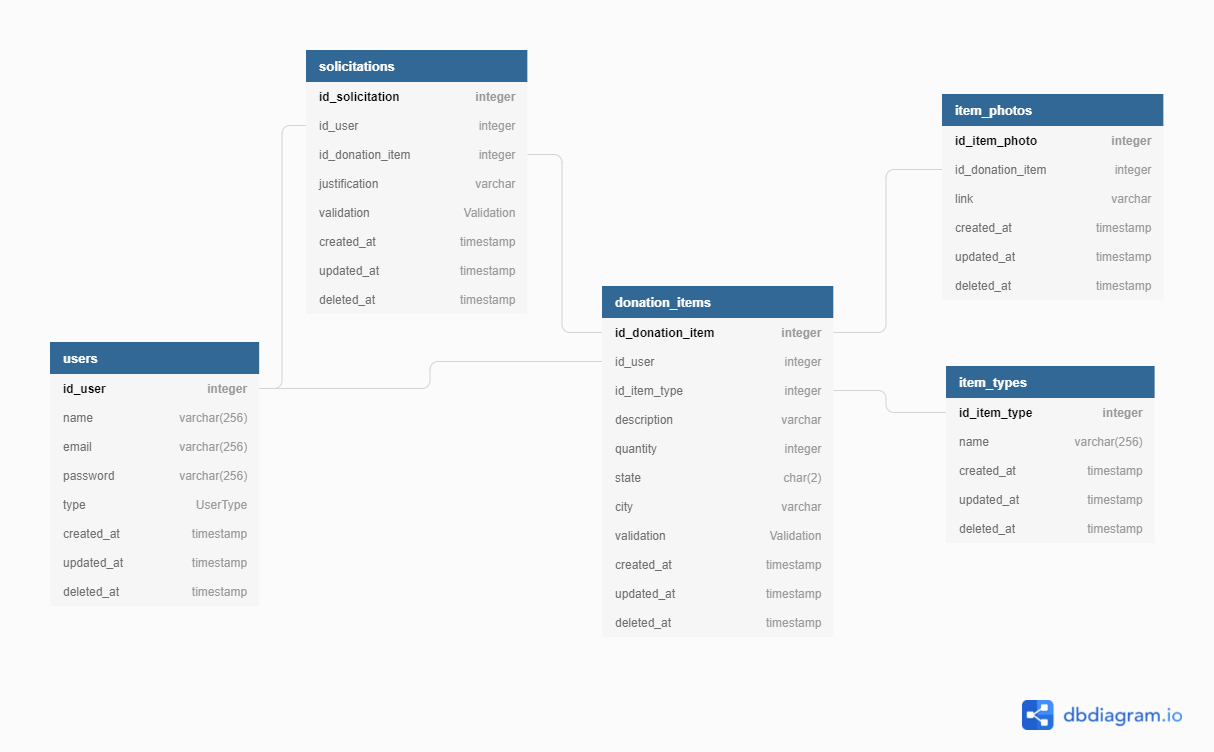 solicitations
id_solicitation integer
id_user integer
id_donation_item integer
justification varchar
validation Validation
created_at timestamp
updated_at timestamp
deleted_at timestamp
item_photos
id_item_photo integer
id_donation_item integer
link varchar
created_at timestamp
updated_at timestamp
deleted_at timestamp
users
id_user integer
name varchar(256)
email varchar(256)
password varchar(256)
type UserType
created_at timestamp
updated_at timestamp
deleted_at timestamp
donation_items
id_donation_item integer
id_user integer
id_item_type integer
description varchar
quantity integer
state char(2)
city varchar
validation Validation
created_at timestamp
updated_at timestamp
deleted_at timestamp
item_types
id_item_type integer
name varchar(256)
created_at timestamp
updated_at timestamp
deleted_at timestamp
dbdiagram.io